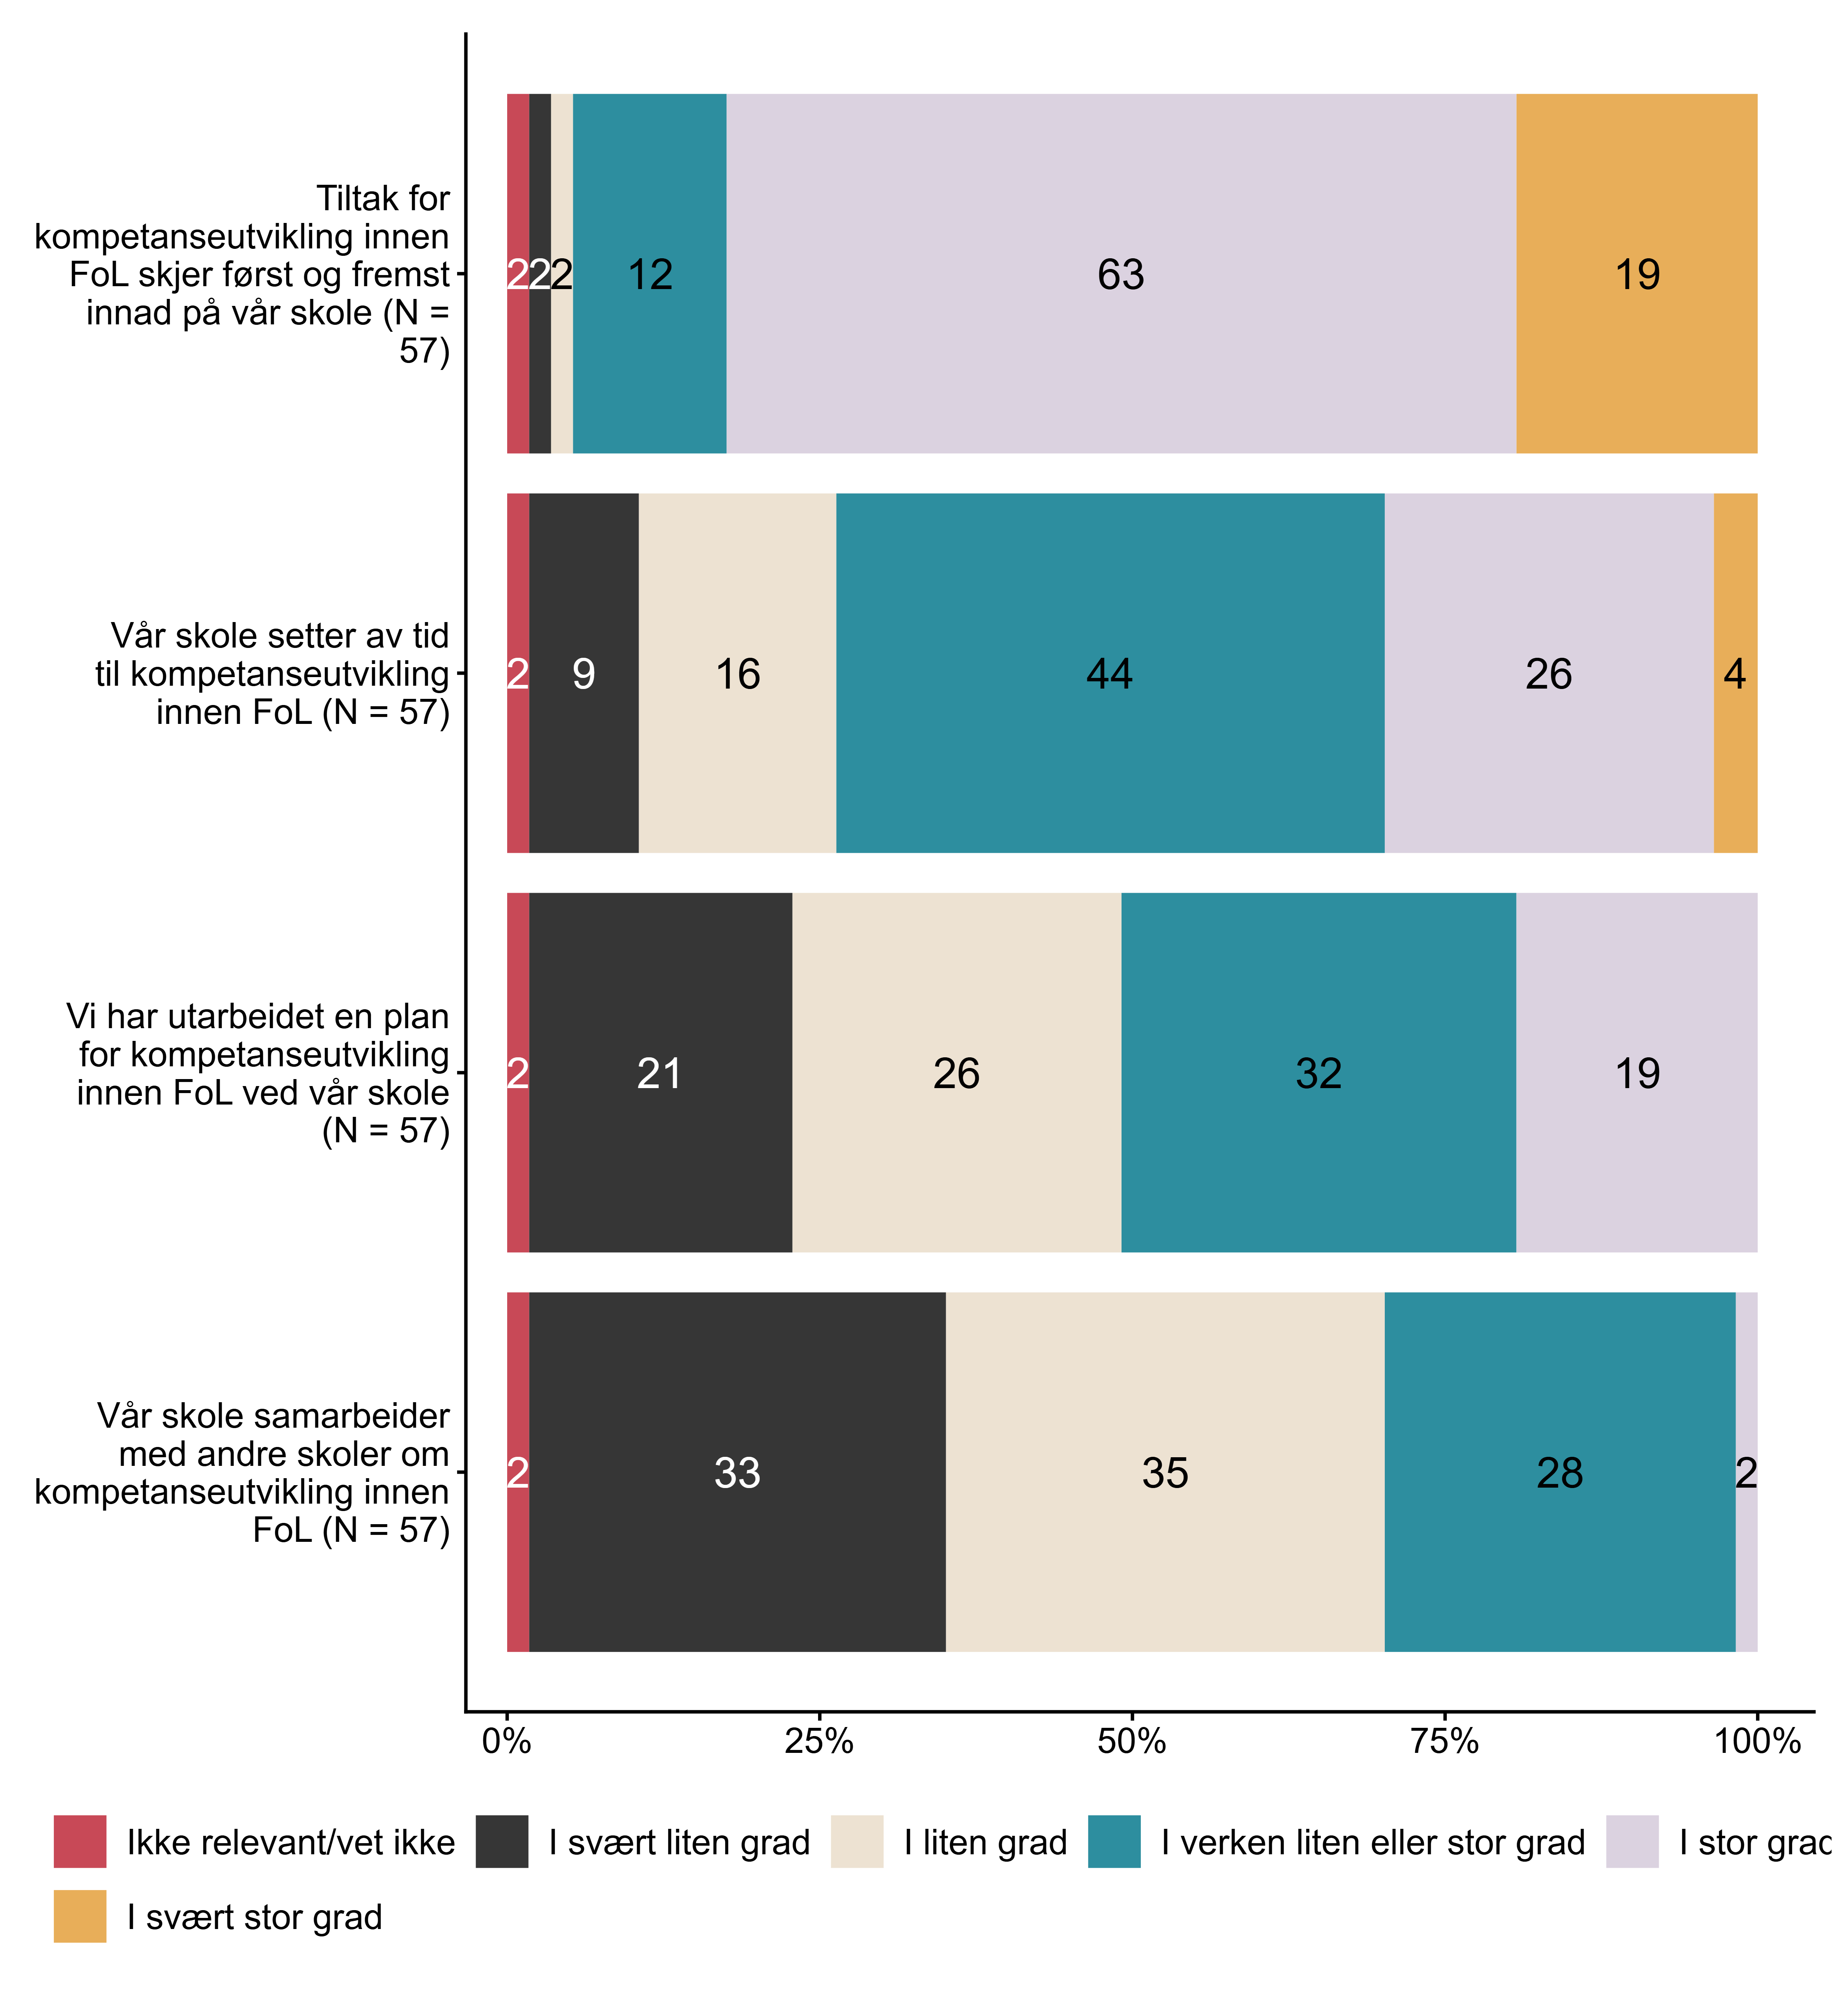 Tiltak for
kompetanseutvikling innen
FoL skjer først og fremst
innad på vår skole (N =
57)
2 2 2 12 63 19
Vår skole setter av tid
til kompetanseutvikling
innen FoL (N = 57)
2 9 16 44 26 4
Vi har utarbeidet en plan
for kompetanseutvikling
innen FoL ved vår skole
(N = 57)
2 21 26 32 19
Vår skole samarbeider
med andre skoler om
kompetanseutvikling innen
FoL (N = 57)
2 33 35 28 2
0% 25% 50% 75% 100%
Ikke relevant/vet ikke I svært liten grad I liten grad I verken liten eller stor grad I stor grad
I svært stor grad